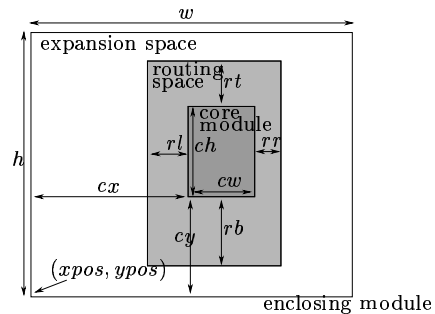 w
expansion space
routing
space
rt
core
module
h
rl
ch
rr
cw
cx
cy
rb
(xpos, ypos)
enclosing module